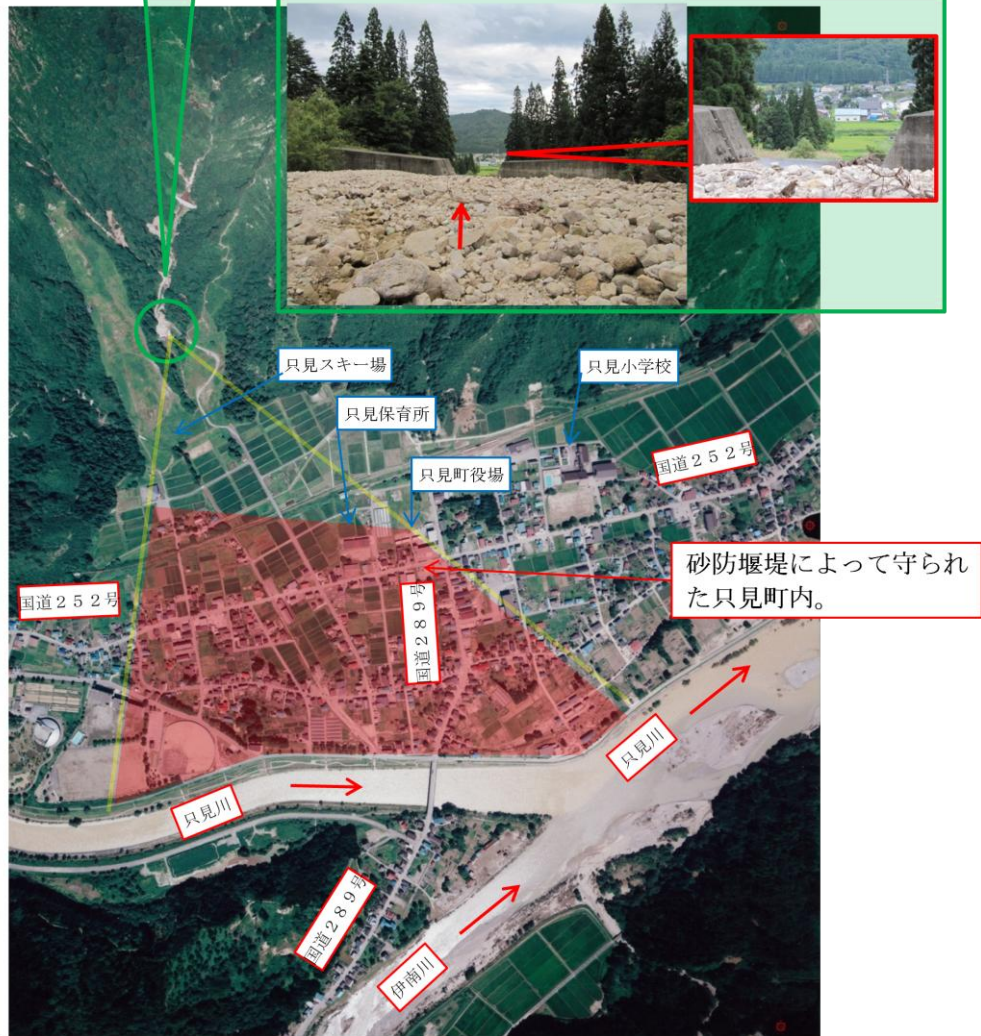 只見スキー場
只見小学校
只見保育所
国道２５２号
只見町役場
砂防堰堤によって守られ
た只見町内。
国道２５２号
国道２８９号
只見川
只見川
国道２８９号
伊南川